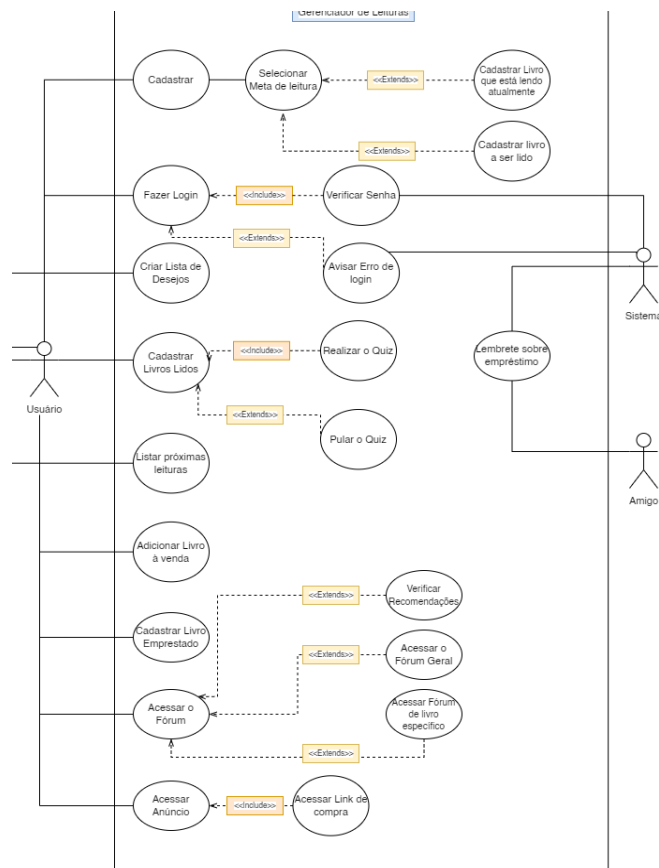 Gerenciador de Leituras
Cadastrar
Selecionar
Meta de leitura
<<Extends>>
Cadastrar Livro
que está lendo
atualmente
<<Extends>>
Cadastrar livro
a ser lido
Fazer Login
<<Include>>
Verificar Senha
<<Extends>>
Criar Lista de
Desejos
Avisar Erro de
login
Sistema
Cadastrar
Livros Lidos
<<Include>>
Realizar o Quiz
Lembrete sobre
empréstimo
Usuário
<<Extends>>
Pular o Quiz
Listar próximas
leituras
Amigo
Adicionar Livro
à venda
<<Extends>>
Verificar
Recomendações
Cadastrar Livro
Emprestado
<<Extends>>
Acessar o
Fórum Geral
Acessar o
Fórum
Acessar Fórum
de livro
específico
<<Extends>>
Acessar
Anúncio
<<Include>>
Acessar Link de
compra